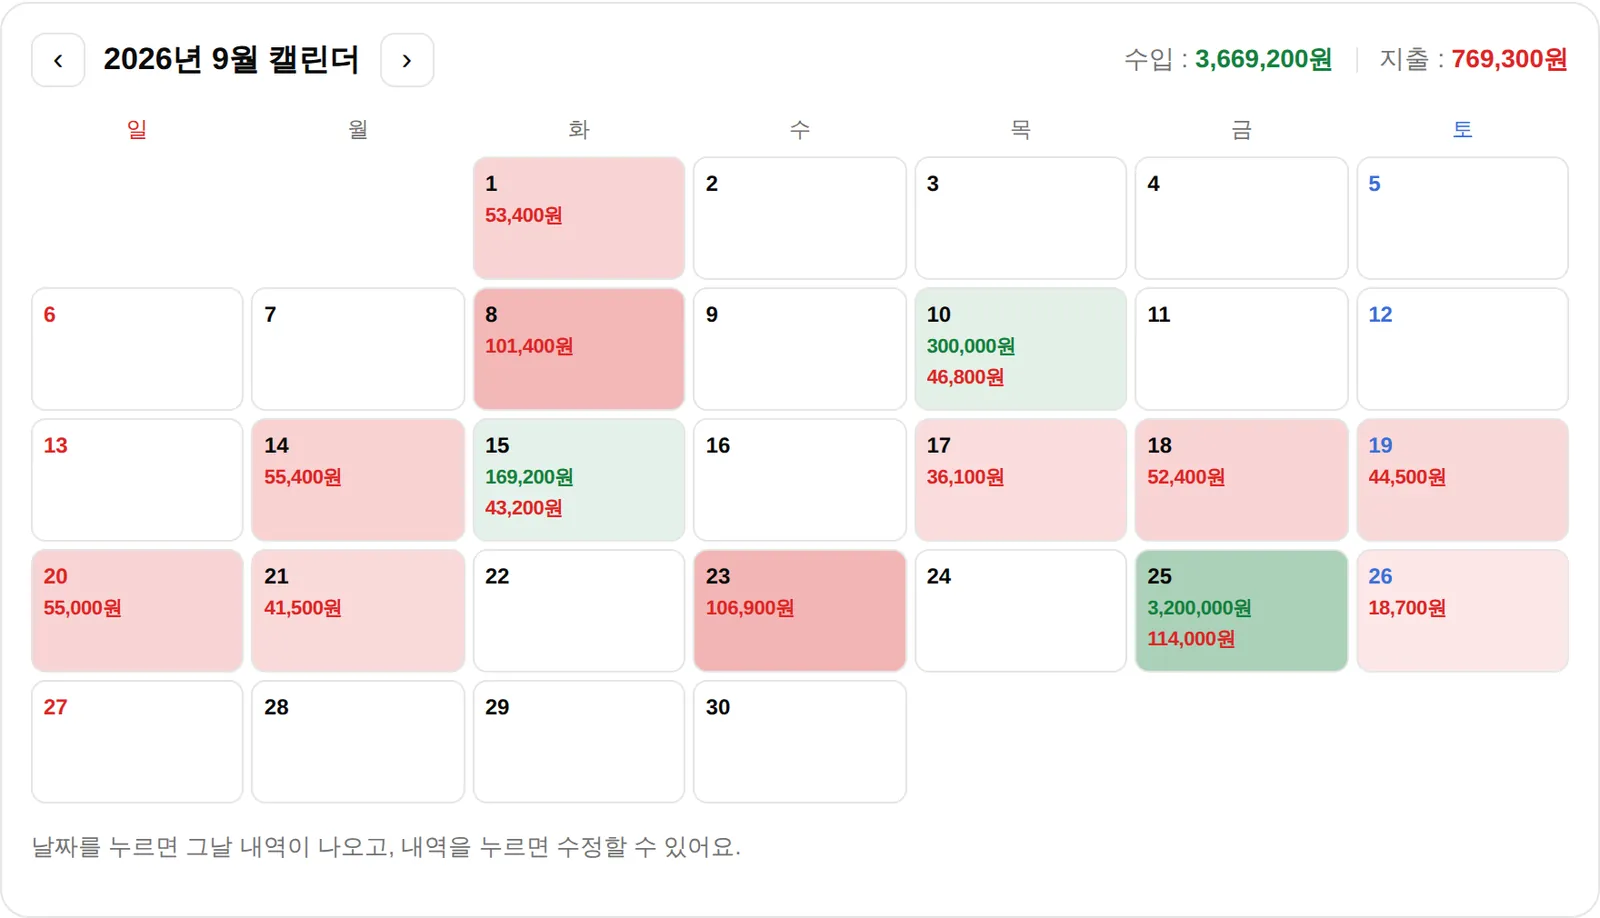 ‹ 2026년 9월 캘린더 › 수입 : 3,669,200원 지출 : 769,300원
일 월 화 수 목 금 토
1 2 3 4 5
53,400원
6 7 8 9 10 11 12
101,400원 300,000원
46,800원
13 14 15 16 17 18 19
55,400원 169,200원 36,100원 52,400원 44,500원
43,200원
20 21 22 23 24 25 26
55,000원 41,500원 106,900원 3,200,000원 18,700원
114,000원
27 28 29 30
날짜를 누르면 그날 내역이 나오고, 내역을 누르면 수정할 수 있어요.